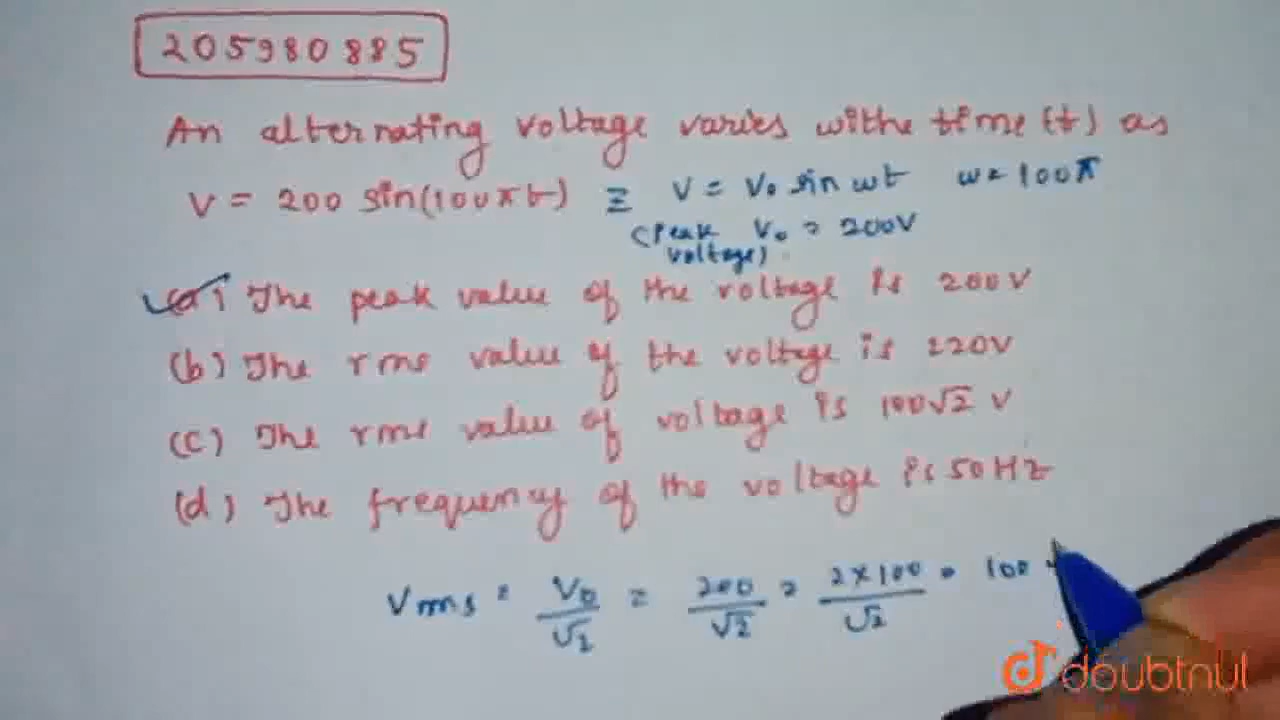 205980885
An alternating voltage varies withe time (t) as
V = 200 sin(100πt) ≡ V = V₀ sin wt w = 100π
(Peak V₀ = 200V
voltage)
(a) The peak value of the voltage is 200V
(b) The rms value of the voltage is 220V
(c) The rms value of voltage is 100√2 V
(d) The frequency of the voltage is 50Hz
Vrms = V₀/√2 = 200/√2 = 2×100/√2 = 100
doubtnut